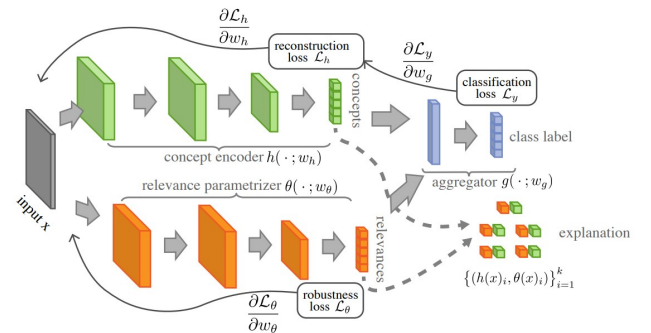 ∂ℒ_h / ∂w_h
reconstruction
loss ℒ_h
∂ℒ_y / ∂w_g
classification
loss ℒ_y
concepts
class label
concept encoder h( · ; w_h)
aggregator g( · ; w_g)
input x
relevance parametrizer θ( · ; w_θ)
relevances
explanation
{(h(x)_i, θ(x)_i)}_{i=1}^k
∂ℒ_θ / ∂w_θ
robustness
loss ℒ_θ